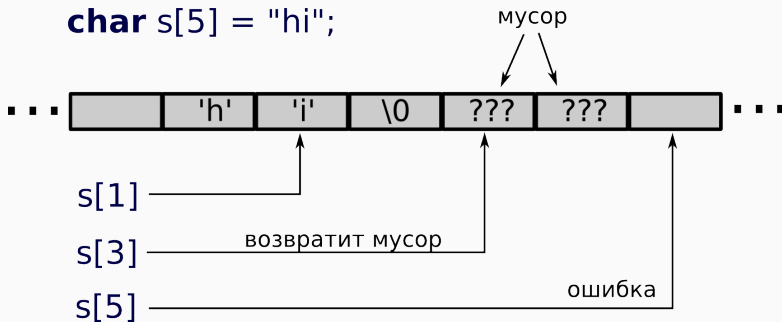 char s[5] = "hi";
мусор
... 'h' 'i' \0 ??? ??? ...
s[1]
s[3] возвратит мусор
ошибка
s[5]